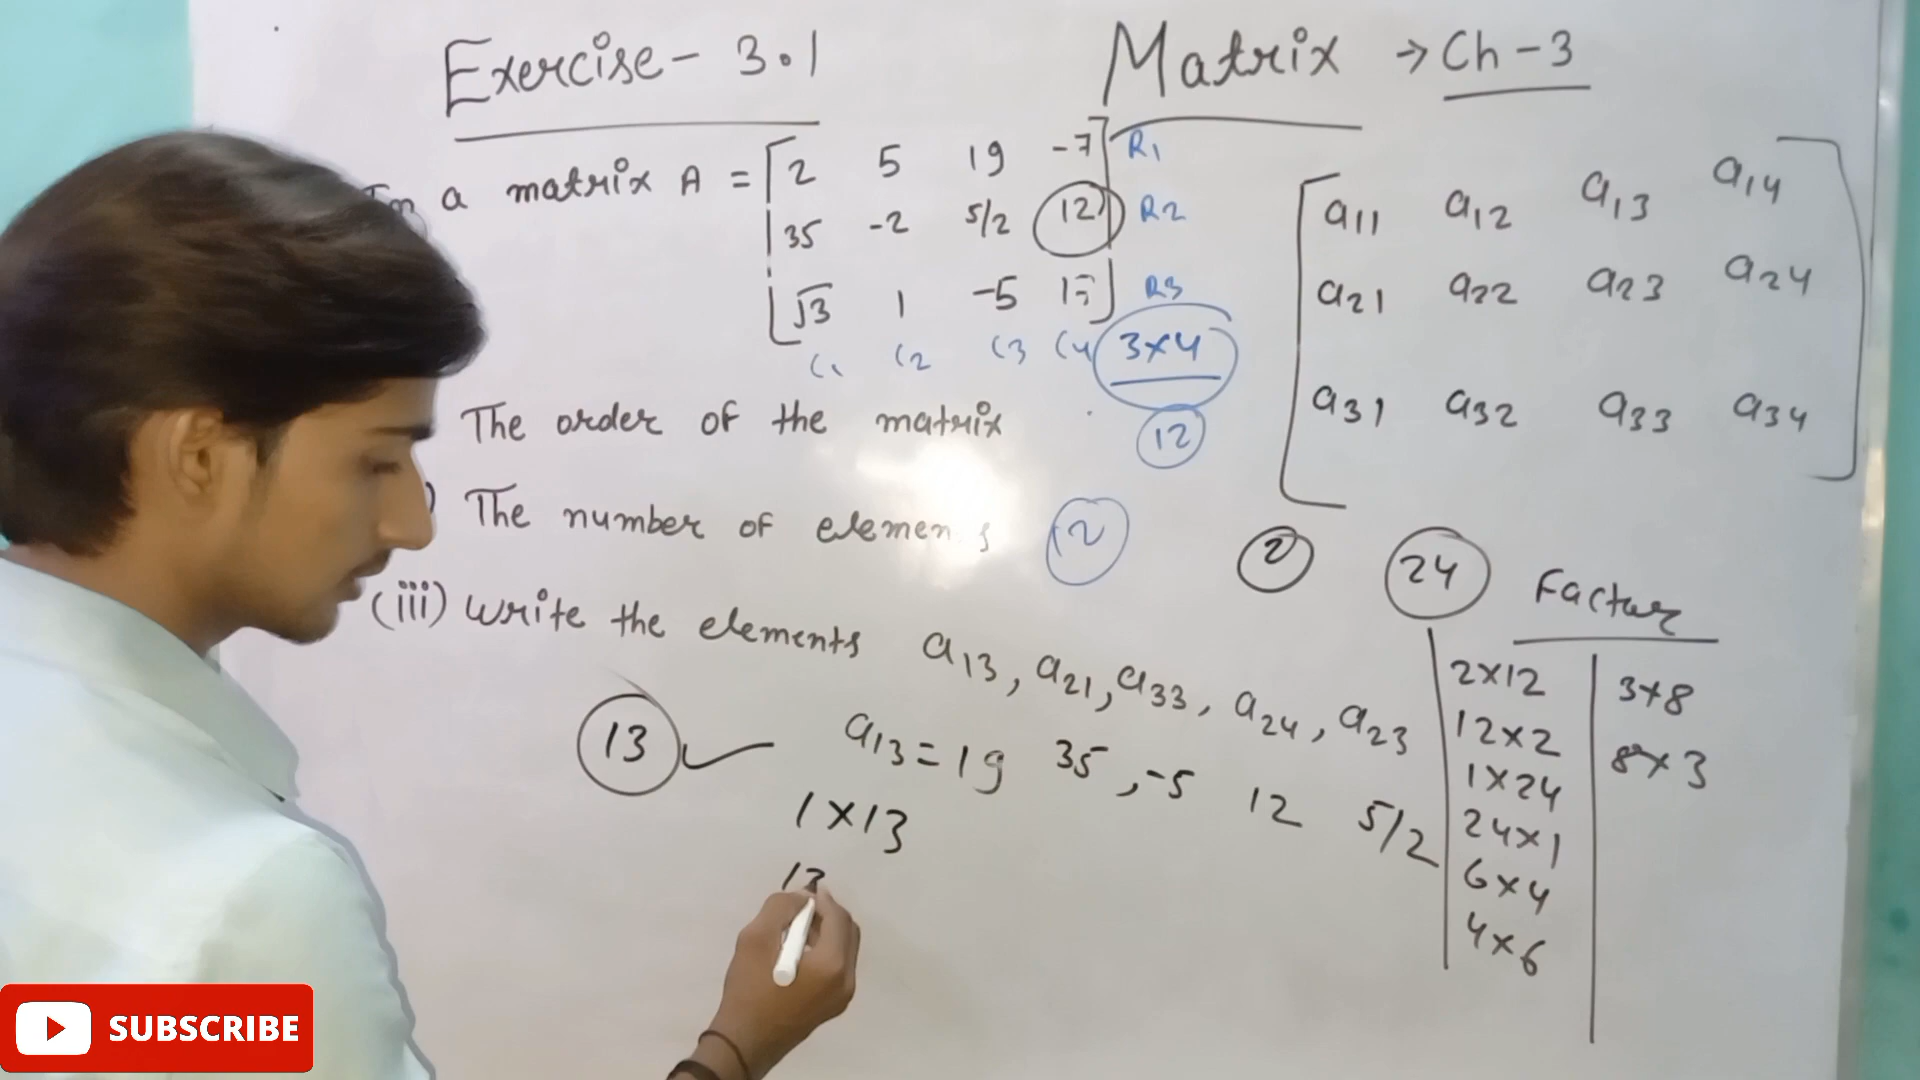 Exercise - 3.1
Matrix → Ch - 3
In a matrix A = [2 5 19 -7] R1
35 -2 5/2 12 R2
√3 1 -5 17 R3
C1 C2 C3 C4 3×4
12
a11 a12 a13 a14
a21 a22 a23 a24
a31 a32 a33 a34
The order of the matrix
) The number of elements 12
(iii) Write the elements a13, a21, a33, a24, a23
a13 = 19 35, -5 12 5/2
13
1×13
13
2 24 Factor
2×12 3×8
12×2 8×3
1×24
24×1
6×4
4×6
SUBSCRIBE